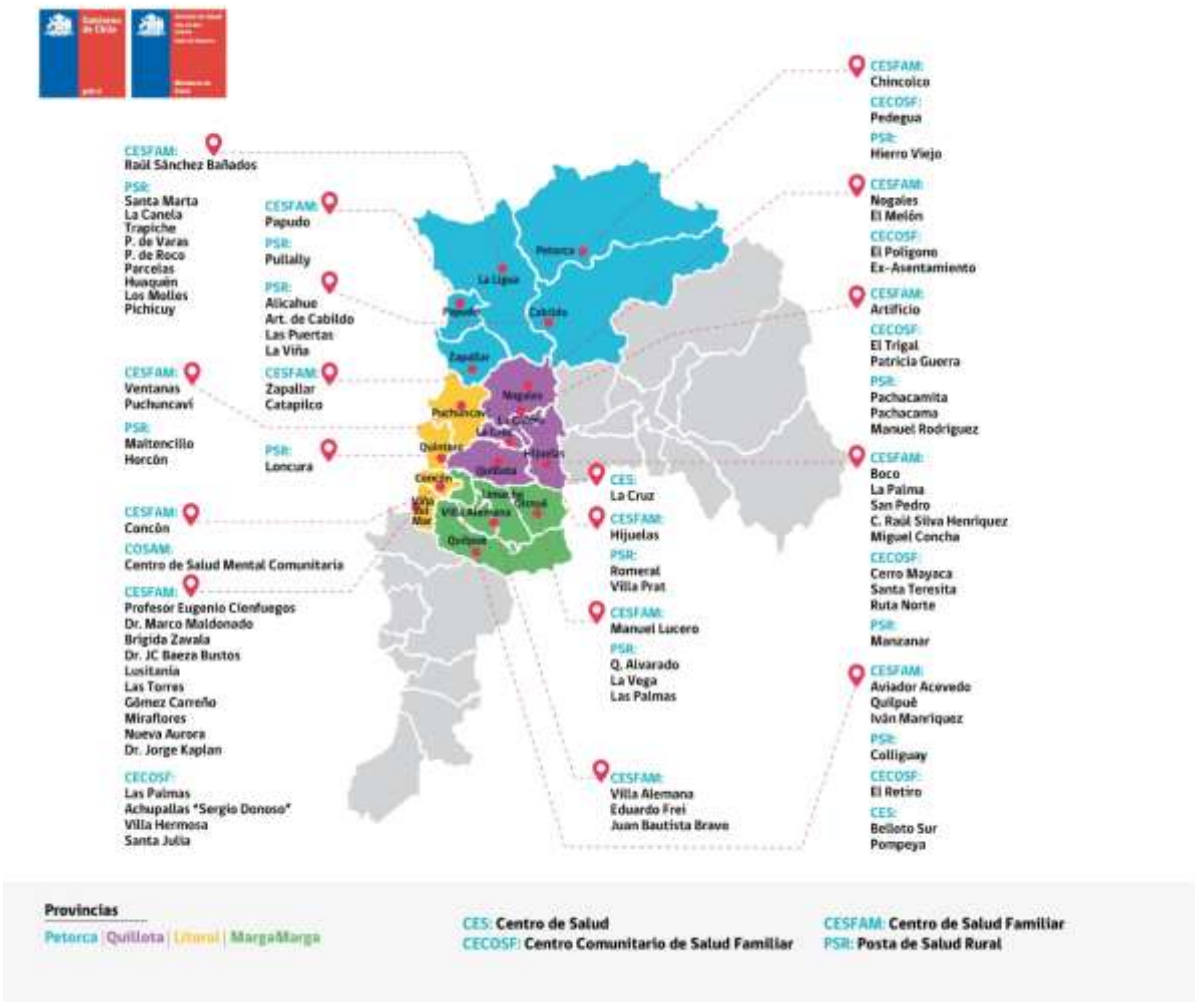 Gobierno
de Chile
gob.cl
Ministerio de
Salud
CESFAM:
Raúl Sánchez Bañados
PSR:
Santa Marta
La Canela
Trapiche
P. de Varas
P. de Roco
Parcelas
Huaquén
Los Molles
Pichicuy
CESFAM:
Papudo
PSR:
Pullally
PSR:
Alicahue
Art. de Cabildo
Las Puertas
La Viña
CESFAM:
Ventanas
Puchuncaví
PSR:
Maitencillo
Horcón
CESFAM:
Zapallar
Catapilco
PSR:
Loncura
CESFAM:
Concón
COSAM:
Centro de Salud Mental Comunitaria
CESFAM:
Profesor Eugenio Cienfuegos
Dr. Marco Maldonado
Brígida Zavala
Dr. JC Baeza Bustos
Lusitania
Las Torres
Gómez Carreño
Miraflores
Nueva Aurora
Dr. Jorge Kaplan
CECOSF:
Las Palmas
Achupallas "Sergio Donoso"
Villa Hermosa
Santa Julia
Petorca
La Ligua
Papudo
Cabildo
Zapallar
Nogales
Puchuncaví
La Calera
La Cruz
Quintero
Hijuelas
Quillota
Concón
Limache
Olmué
Viña
del
Mar
Villa Alemana
Quilpué
CES:
La Cruz
CESFAM:
Hijuelas
PSR:
Romeral
Villa Prat
CESFAM:
Manuel Lucero
PSR:
Q. Alvarado
La Vega
Las Palmas
CESFAM:
Villa Alemana
Eduardo Frei
Juan Bautista Bravo
CESFAM:
Chincolco
CECOSF:
Pedegua
PSR:
Hierro Viejo
CESFAM:
Nogales
El Melón
CECOSF:
El Polígono
Ex-Asentamiento
CESFAM:
Artificio
CECOSF:
El Trigal
Patricia Guerra
PSR:
Pachacamita
Pachacama
Manuel Rodriguez
CESFAM:
Boco
La Palma
San Pedro
C. Raúl Silva Henríquez
Miguel Concha
CECOSF:
Cerro Mayaca
Santa Teresita
Ruta Norte
PSR:
Manzanar
CESFAM:
Aviador Acevedo
Quilpué
Iván Manríquez
PSR:
Colliguay
CECOSF:
El Retiro
CES:
Belloto Sur
Pompeya
Provincias
Petorca | Quillota | Litoral | MargaMarga
CES: Centro de Salud
CECOSF: Centro Comunitario de Salud Familiar
CESFAM: Centro de Salud Familiar
PSR: Posta de Salud Rural